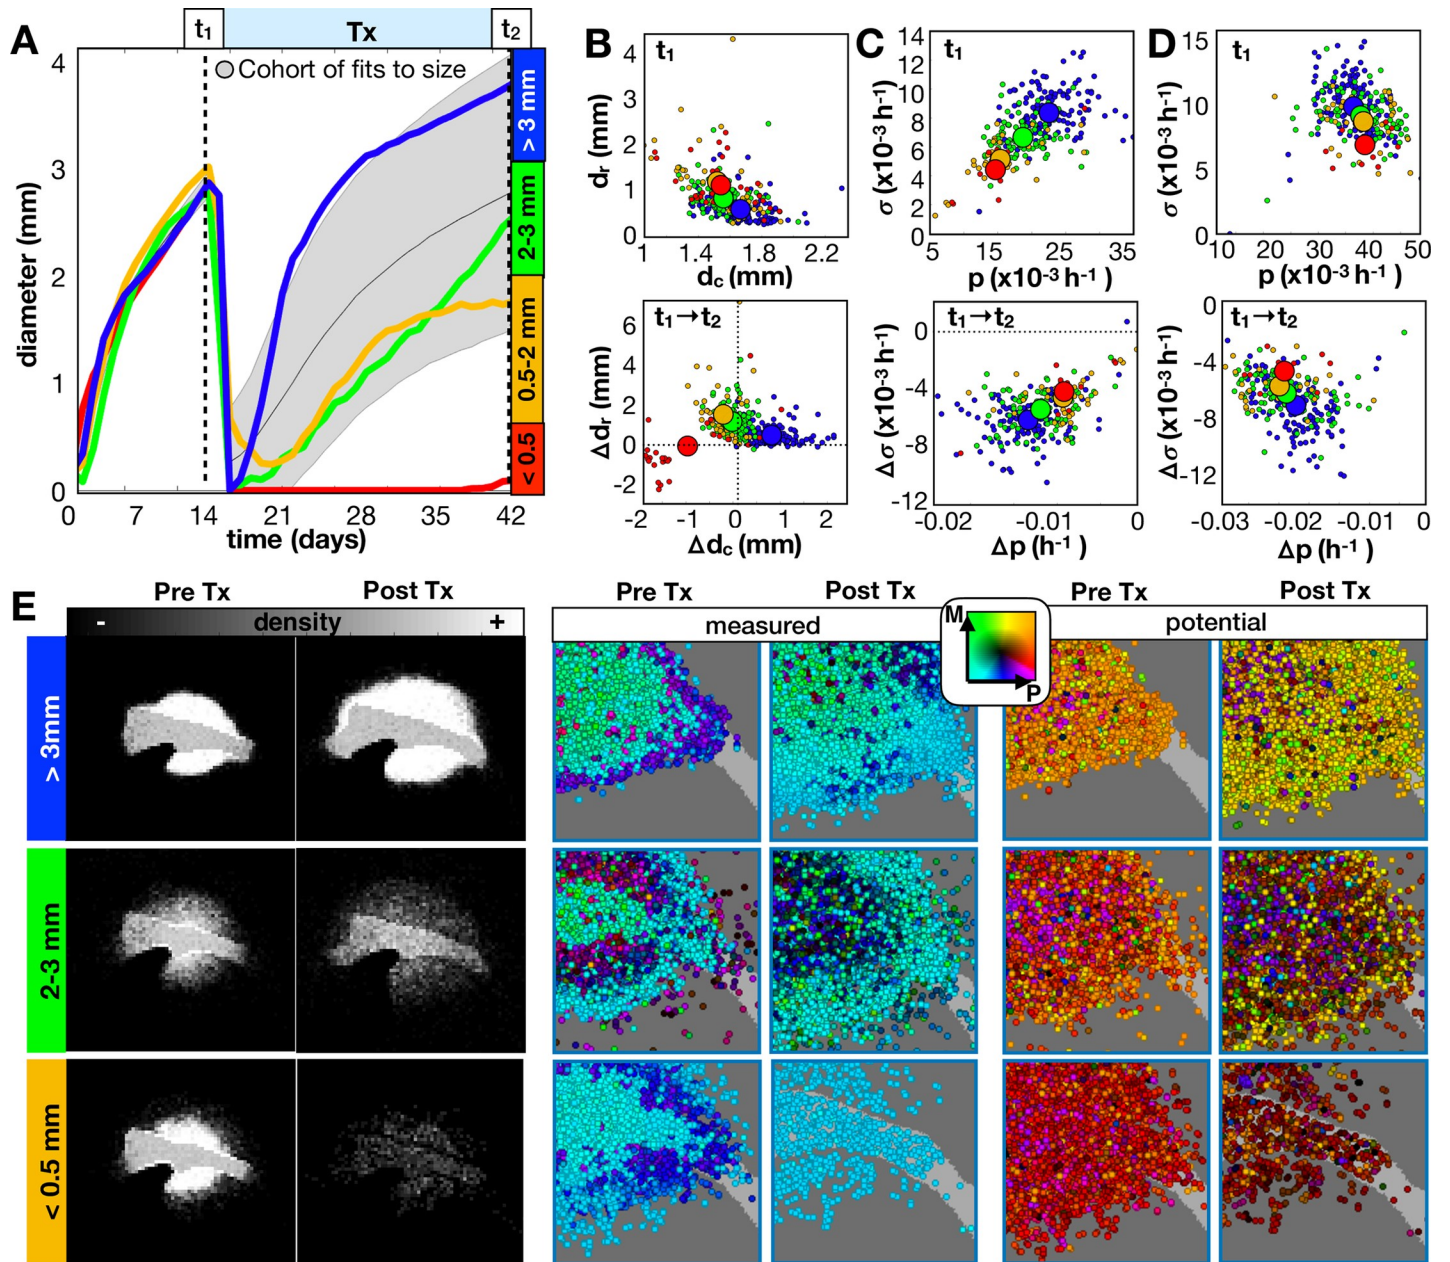 A
t₁
Tx
t₂
Cohort of fits to size
diameter (mm)
4
3
2
1
0
0 7 14 21 28 35 42
time (days)
> 3 mm
2-3 mm
0.5-2 mm
< 0.5
B
t₁
dᵣ (mm)
4
3
2
1
0
1 1.4 1.8 2.2
d꜀ (mm)
t₁→t₂
Δdᵣ (mm)
6
4
2
0
-2
-2 -1 0 1 2
Δd꜀ (mm)
C
t₁
σ (x10⁻³ h⁻¹)
14
12
10
8
6
4
2
0
5 15 25 35
p (x10⁻³ h⁻¹)
t₁→t₂
Δσ (x10⁻³ h⁻¹)
0
-4
-8
-12
-0.02 -0.01 0
Δp (h⁻¹)
D
t₁
σ (x10⁻³ h⁻¹)
15
10
5
0
10 20 30 40 50
p (x10⁻³ h⁻¹)
t₁→t₂
Δσ (x10⁻³ h⁻¹)
0
-4
-8
-12
-0.03 -0.02 -0.01 0
Δp (h⁻¹)
E
Pre Tx Post Tx Pre Tx Post Tx Pre Tx Post Tx
- density +
measured
M
P
potential
> 3mm
2-3 mm
< 0.5 mm